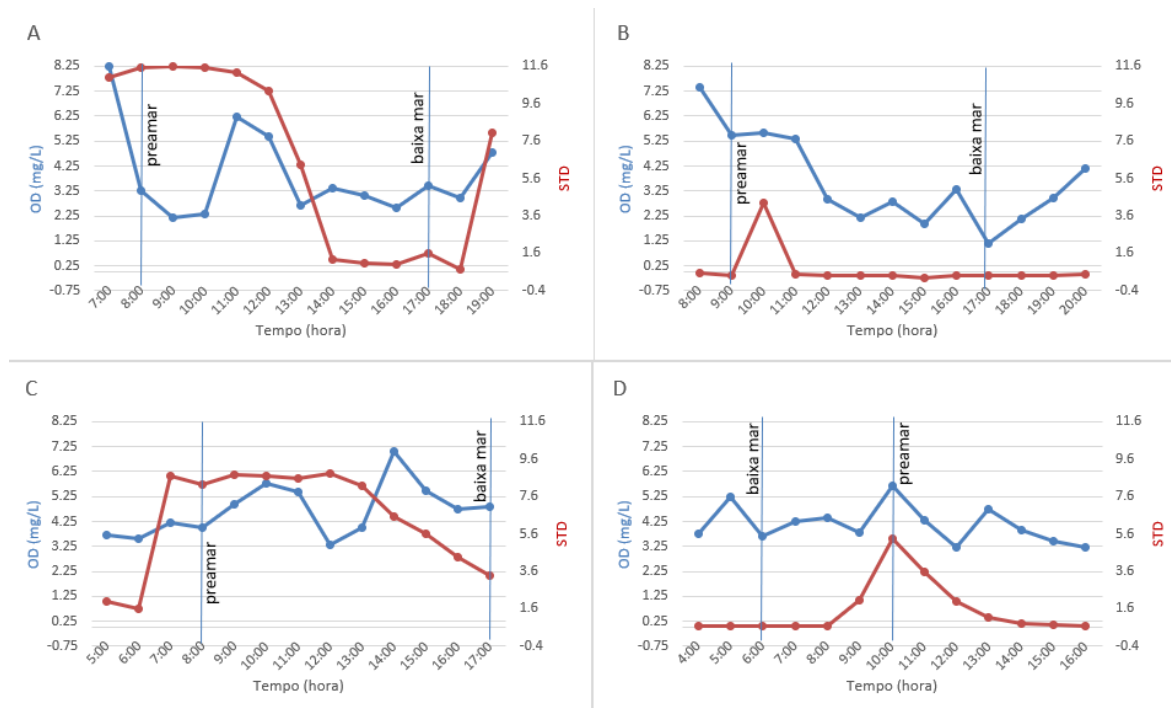 A
8.25
7.25
6.25
5.25
4.25
3.25
2.25
1.25
0.25
-0.75
OD (mg/L)
preamar
baixa mar
11.6
9.6
7.6
5.6
3.6
1.6
-0.4
STD
7:00 8:00 9:00 10:00 11:00 12:00 13:00 14:00 15:00 16:00 17:00 18:00 19:00
Tempo (hora)
B
8.25
7.25
6.25
5.25
4.25
3.25
2.25
1.25
0.25
-0.75
OD (mg/L)
preamar
baixa mar
11.6
9.6
7.6
5.6
3.6
1.6
-0.4
STD
8:00 9:00 10:00 11:00 12:00 13:00 14:00 15:00 16:00 17:00 18:00 19:00 20:00
Tempo (hora)
C
8.25
7.25
6.25
5.25
4.25
3.25
2.25
1.25
0.25
-0.75
OD (mg/L)
preamar
baixa mar
11.6
9.6
7.6
5.6
3.6
1.6
-0.4
STD
5:00 6:00 7:00 8:00 9:00 10:00 11:00 12:00 13:00 14:00 15:00 16:00 17:00
Tempo (hora)
D
8.25
7.25
6.25
5.25
4.25
3.25
2.25
1.25
0.25
-0.75
OD (mg/L)
baixa mar
preamar
11.6
9.6
7.6
5.6
3.6
1.6
-0.4
STD
4:00 5:00 6:00 7:00 8:00 9:00 10:00 11:00 12:00 13:00 14:00 15:00 16:00
Tempo (hora)